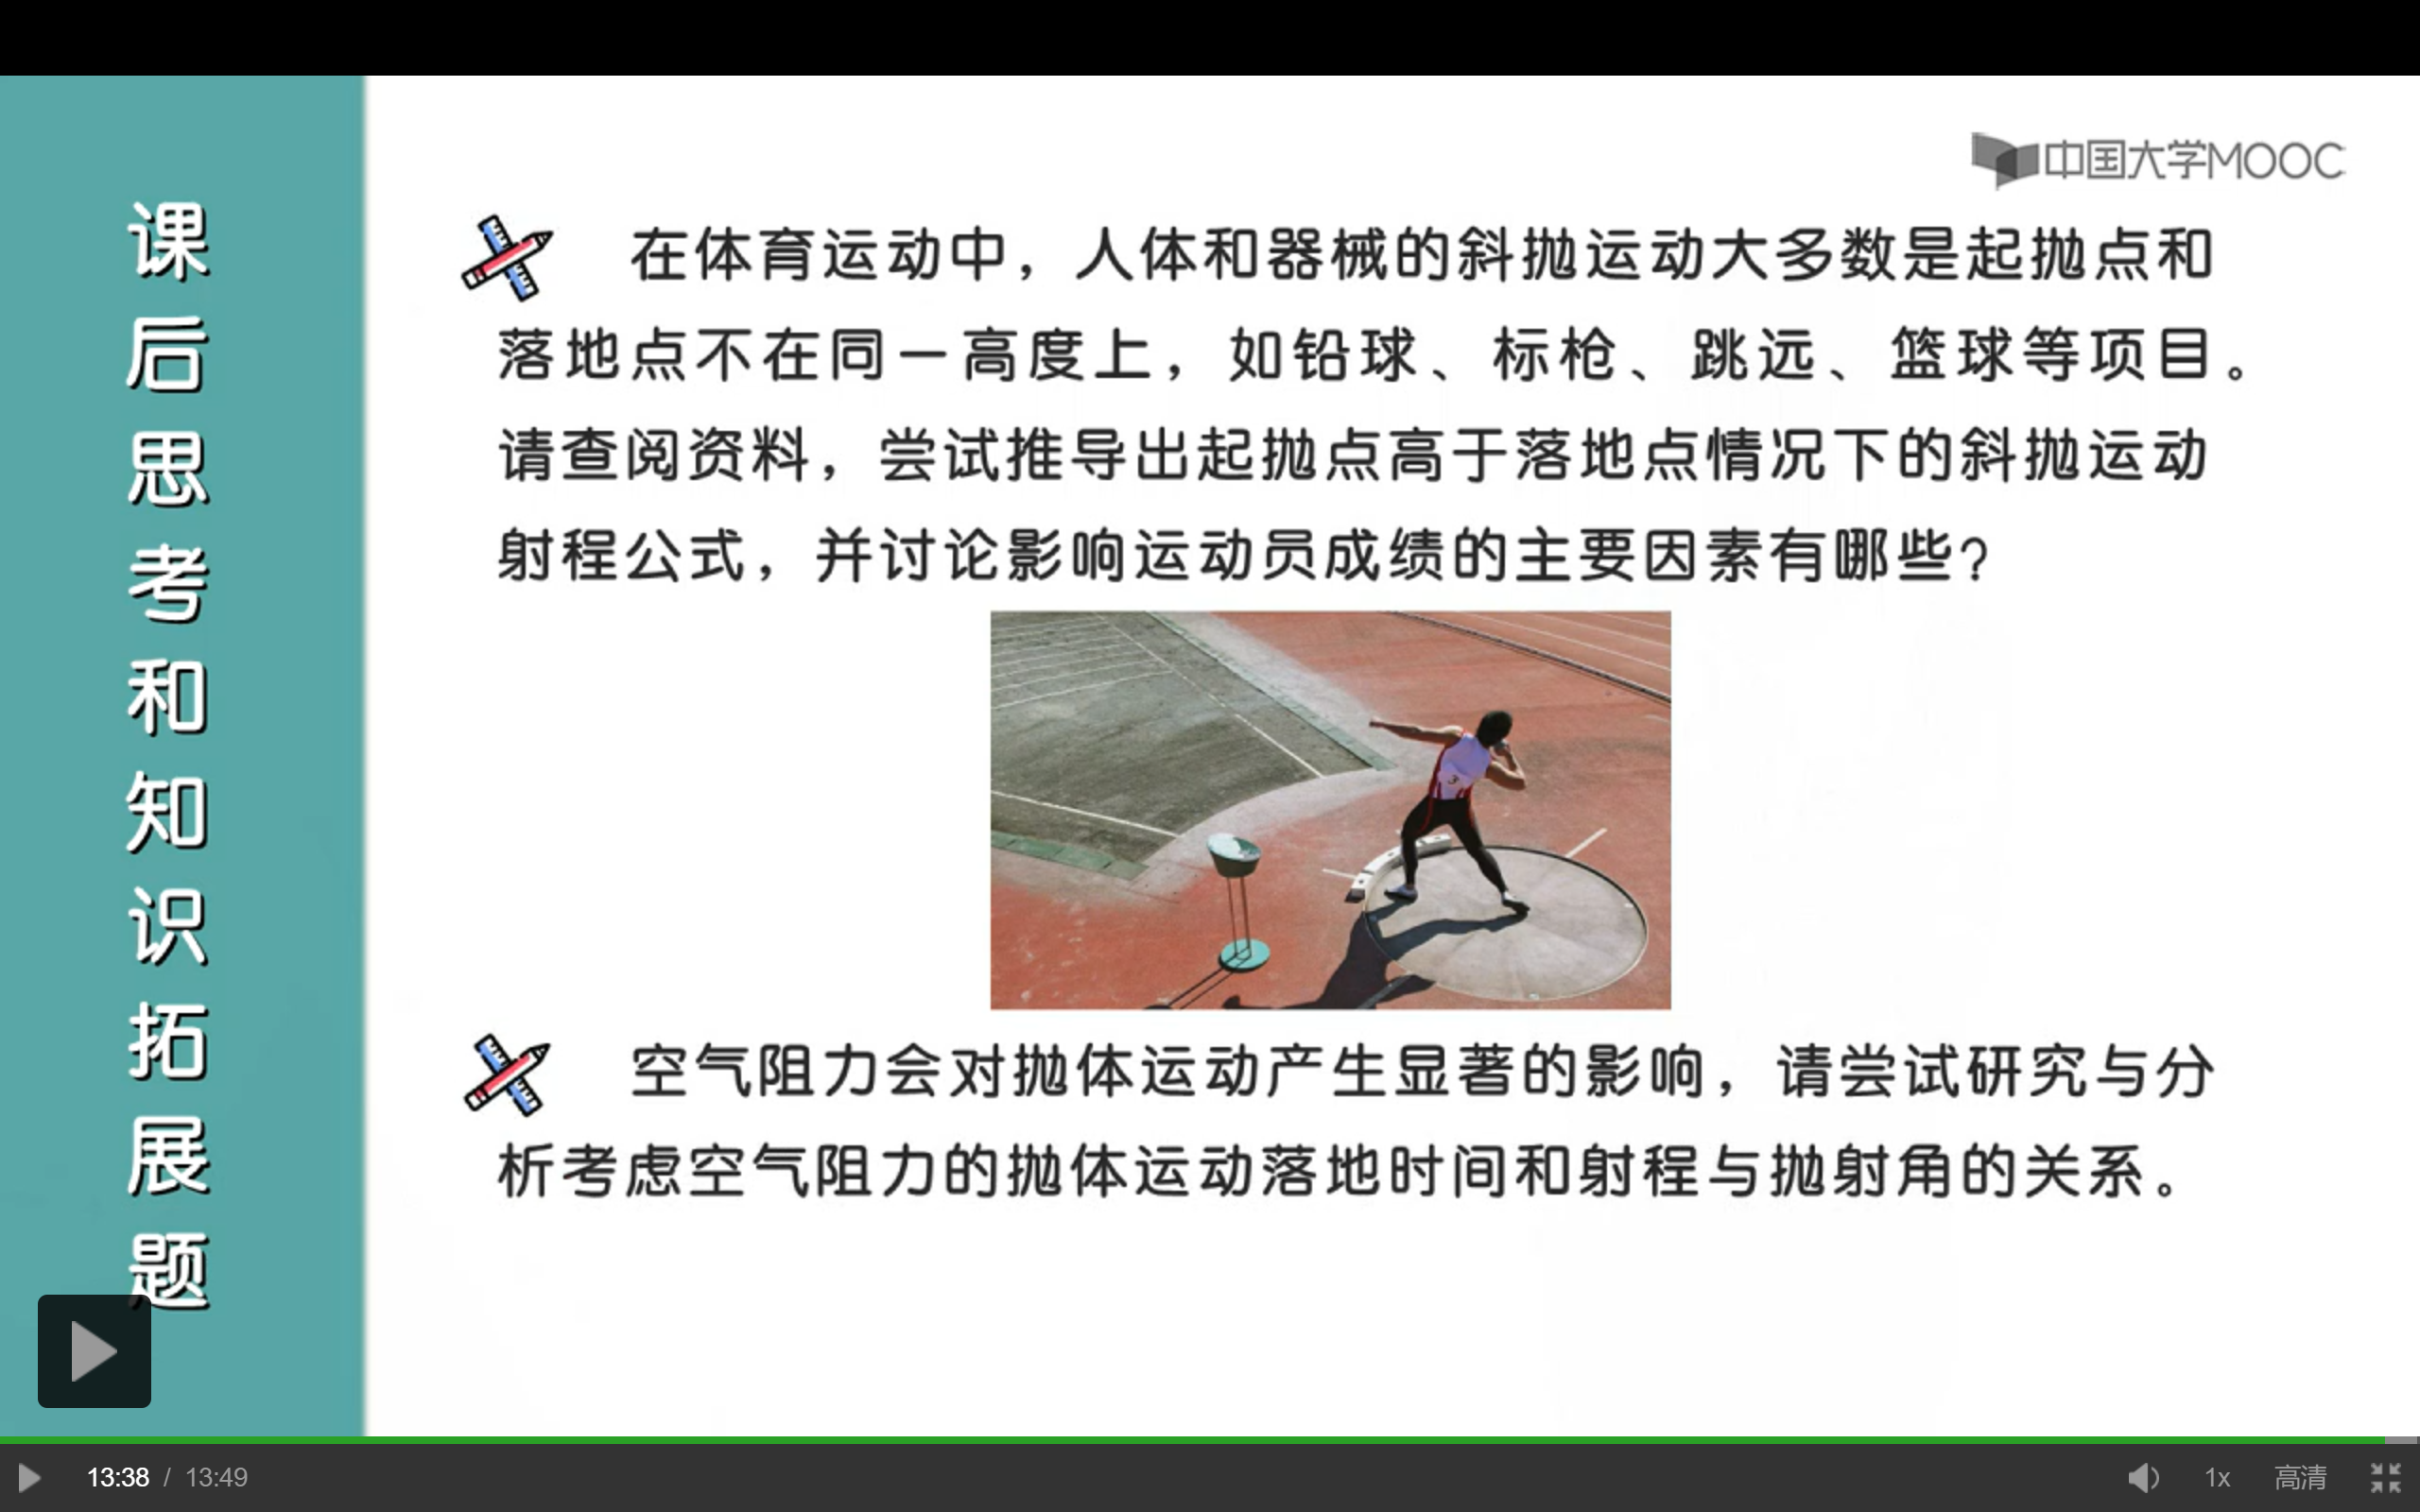 课后思考和知识拓展题
中国大学MOOC
在体育运动中，人体和器械的斜抛运动大多数是起抛点和
落地点不在同一高度上，如铅球、标枪、跳远、篮球等项目。
请查阅资料，尝试推导出起抛点高于落地点情况下的斜抛运动
射程公式，并讨论影响运动员成绩的主要因素有哪些？
3
空气阻力会对抛体运动产生显著的影响，请尝试研究与分
析考虑空气阻力的抛体运动落地时间和射程与抛射角的关系。
13:38 / 13:49
1x
高清